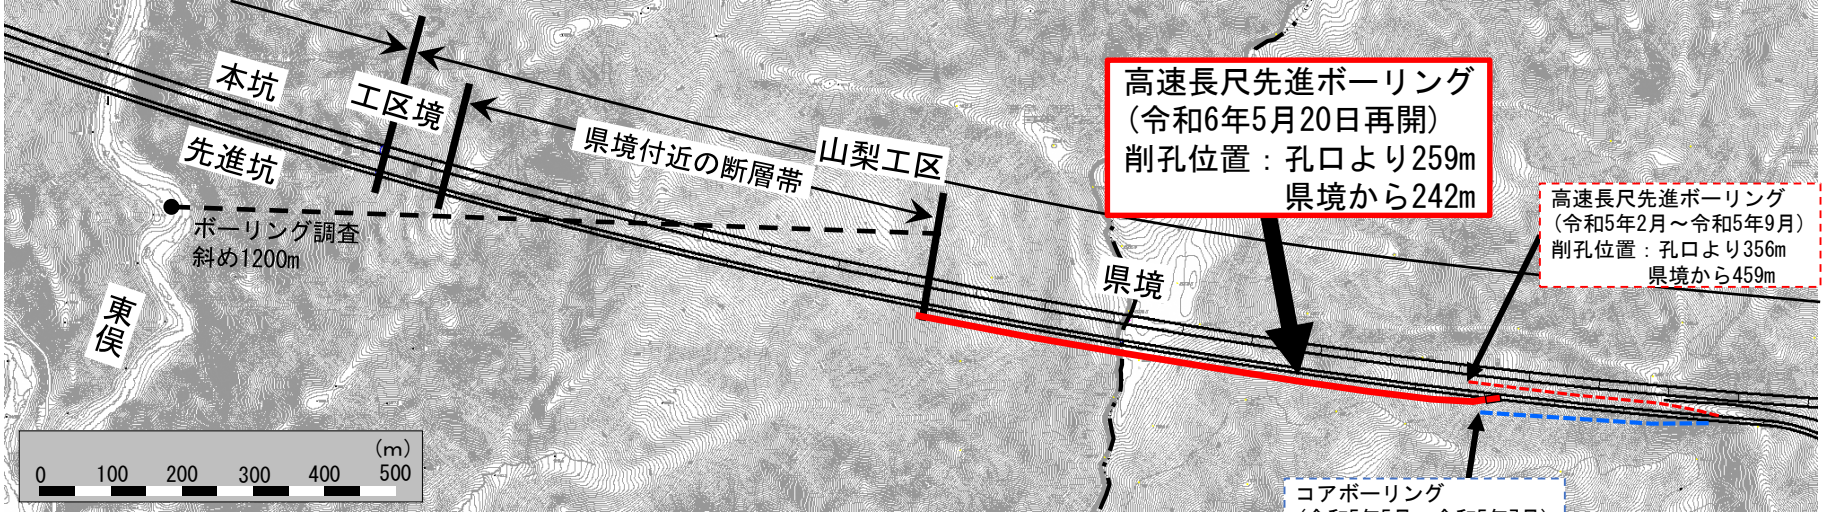 本坑
工区境
先進坑
県境付近の断層帯
山梨工区
ボーリング調査
斜め1200m
東俣
県境
高速長尺先進ボーリング
(令和6年5月20日再開)
削孔位置：孔口より259m
県境から242m
高速長尺先進ボーリング
(令和5年2月～令和5年9月)
削孔位置：孔口より356m
県境から459m
コアボーリング
(m)
0 100 200 300 400 500